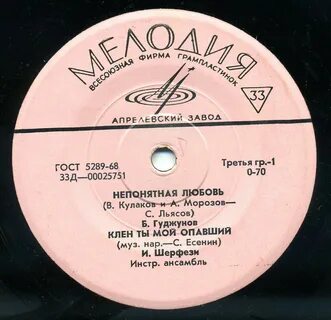 МЕЛОДИЯ
ВСЕСОЮЗНАЯ ФИРМА ГРАМПЛАСТИНОК
33
АПРЕЛЕВСКИЙ ЗАВОД
ГОСТ 5289-68
33Д—00025751
Третья гр.-1
0-70
НЕПОНЯТНАЯ ЛЮБОВЬ
(В. Кулаков и А. Морозов—
С. Льясов)
Б. Гуджунов
КЛЕН ТЫ МОЙ ОПАВШИЙ
(муз. нар.—С. Есенин)
И. Шерфези
Инстр. ансамбль